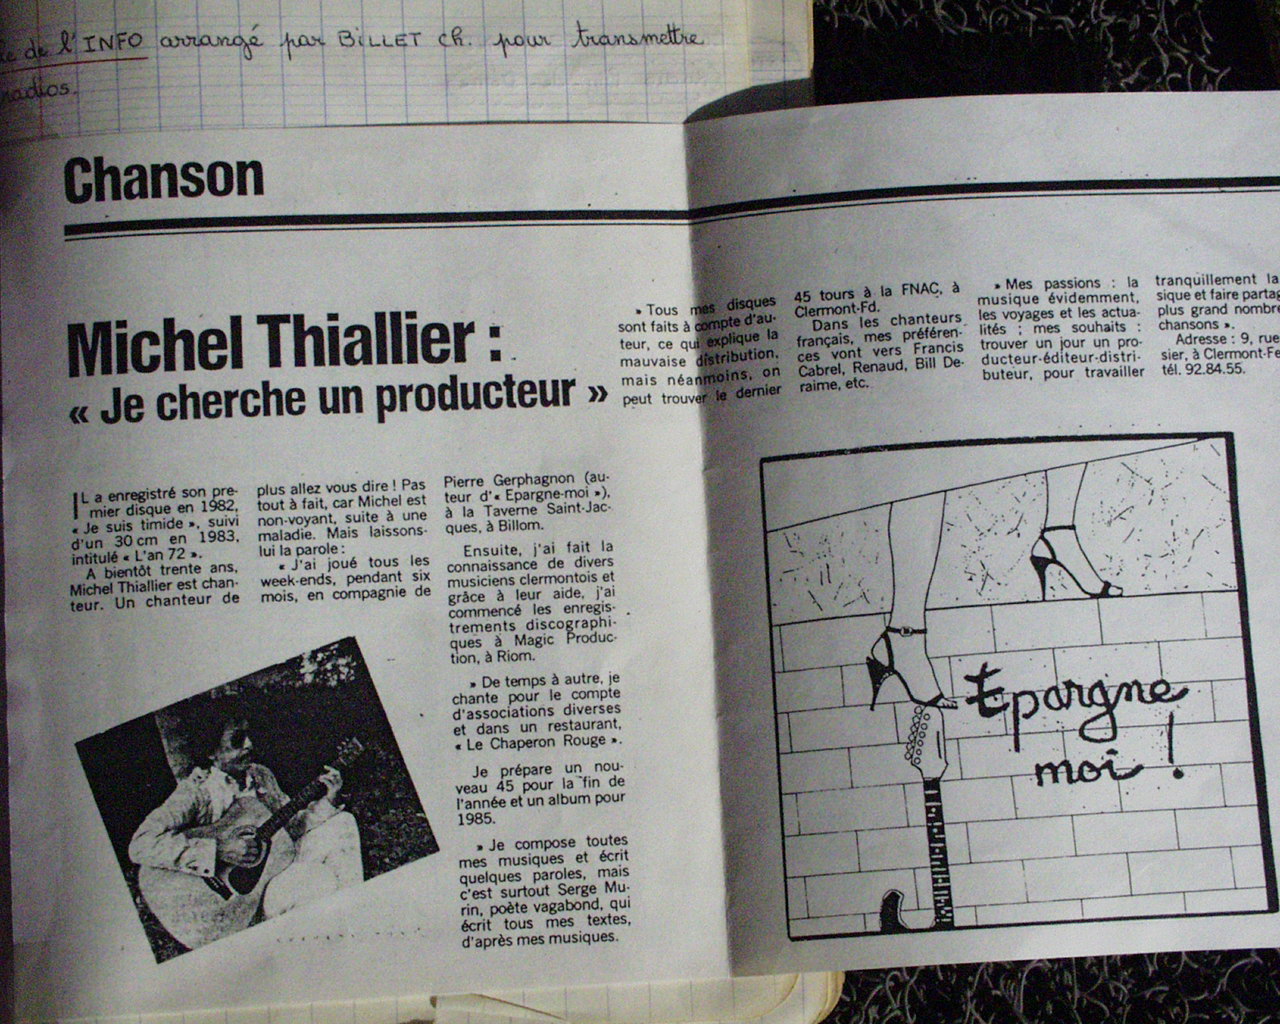 de l'INFO arrangé par BILLET ch. pour transmettre
radios.
Chanson
Michel Thiallier :
« Je cherche un producteur »
IL a enregistré son pre-
mier disque en 1982,
« Je suis timide », suivi
d'un 30 cm en 1983,
intitulé « L'an 72 ».
A bientôt trente ans,
Michel Thiallier est chan-
teur. Un chanteur de
plus allez vous dire ! Pas
tout à fait, car Michel est
non-voyant, suite à une
maladie. Mais laissons-
lui la parole :
« J'ai joué tous les
week-ends, pendant six
mois, en compagnie de
Pierre Gerphagnon (au-
teur d'« Epargne-moi »),
à la Taverne Saint-Jac-
ques, à Billom.
Ensuite, j'ai fait la
connaissance de divers
musiciens clermontois et
grâce à leur aide, j'ai
commencé les enregis-
trements discographi-
ques à Magic Produc-
tion, à Riom.
» De temps à autre, je
chante pour le compte
d'associations diverses
et dans un restaurant,
« Le Chaperon Rouge ».
Je prépare un nou-
veau 45 pour la fin de
l'année et un album pour
1985.
» Je compose toutes
mes musiques et écrit
quelques paroles, mais
c'est surtout Serge Mu-
rin, poète vagabond, qui
écrit tous mes textes,
d'après mes musiques.
» Tous mes disques
sont faits à compte d'au-
teur, ce qui explique la
mauvaise distribution,
mais néanmoins, on
peut trouver le dernier
45 tours à la FNAC, à
Clermont-Fd.
Dans les chanteurs
français, mes préféren-
ces vont vers Francis
Cabrel, Renaud, Bill De-
raime, etc.
» Mes passions : la
musique évidemment,
les voyages et les actua-
lités ; mes souhaits :
trouver un jour un pro-
ducteur-éditeur-distri-
buteur, pour travailler
tranquillement la
sique et faire partag
plus grand nombre
chansons ».
Adresse : 9, rue
sier, à Clermont-Fe
tél. 92.84.55.
Epargne
moi !